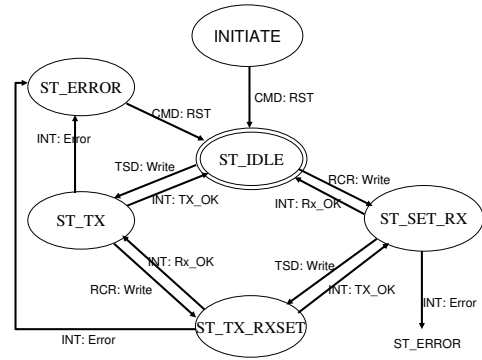 INITIATE
ST_ERROR
CMD: RST
CMD: RST
INT: Error
ST_IDLE
TSD: Write
RCR: Write
INT: TX_OK
INT: Rx_OK
ST_TX
ST_SET_RX
INT: Rx_OK
TSD: Write
RCR: Write
INT: TX_OK
INT: Error
ST_TX_RXSET
INT: Error
ST_ERROR